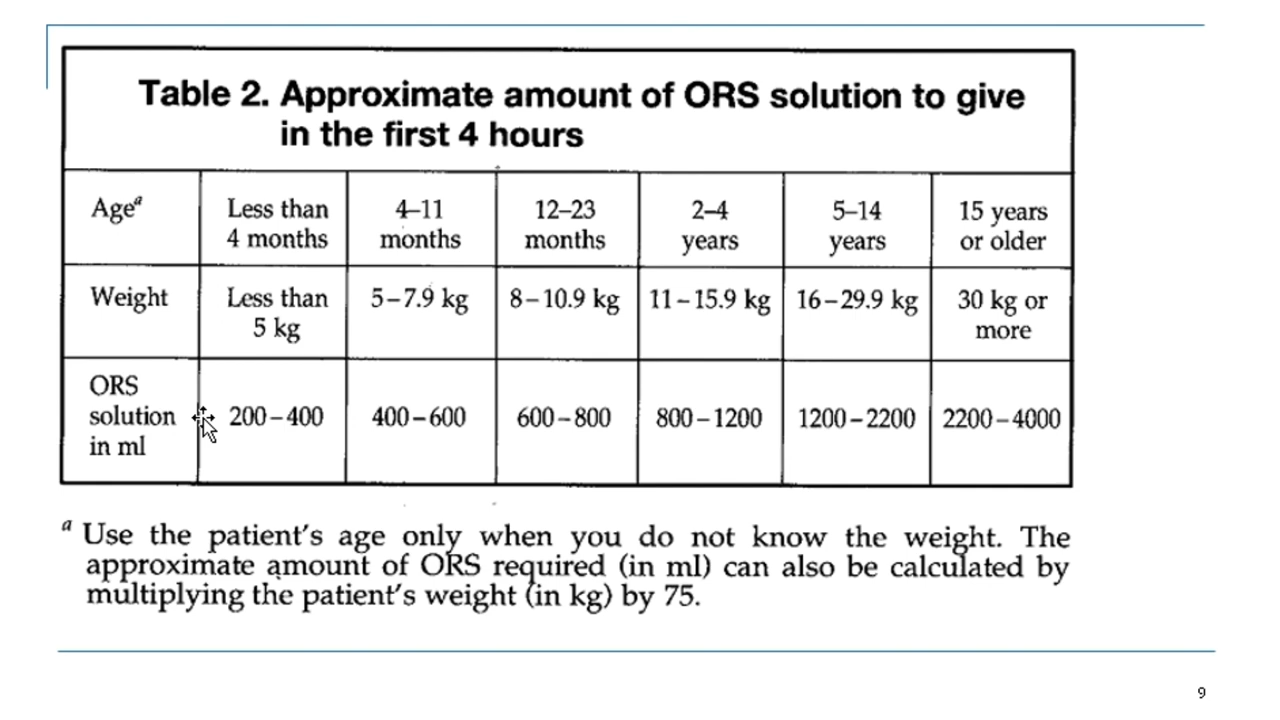 Table 2. Approximate amount of ORS solution to give
in the first 4 hours
Ageᵃ
Less than
4 months
4–11
months
12–23
months
2–4
years
5–14
years
15 years
or older
Weight
Less than
5 kg
5–7.9 kg
8–10.9 kg
11–15.9 kg
16–29.9 kg
30 kg or
more
ORS
solution
in ml
200–400
400–600
600–800
800–1200
1200–2200
2200–4000
ᵃ Use the patient's age only when you do not know the weight. The
approximate amount of ORS required (in ml) can also be calculated by
multiplying the patient's weight (in kg) by 75.
9